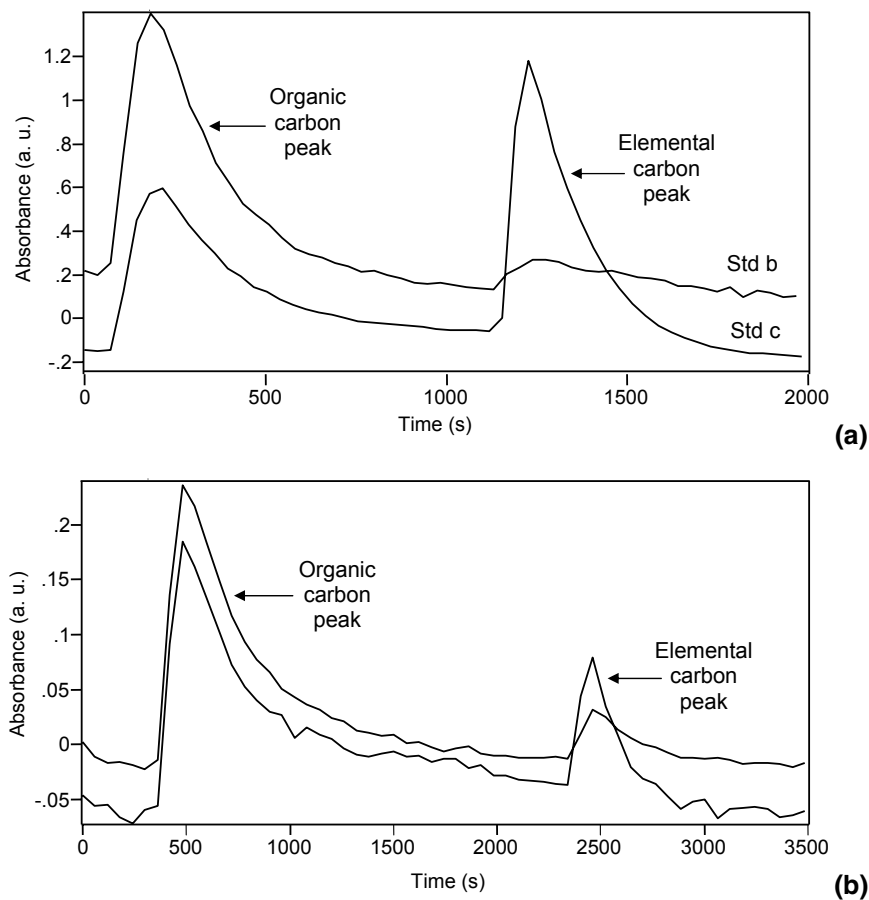 Absorbance (a. u.)
1.2
1
.8
.6
.4
.2
0
-.2
Organic
carbon
peak
Elemental
carbon
peak
Std b
Std c
0
500
1000
1500
2000
Time (s)
(a)
Absorbance (a. u.)
.2
.15
.1
.05
0
-.05
Organic
carbon
peak
Elemental
carbon
peak
0
500
1000
1500
2000
2500
3000
3500
Time (s)
(b)